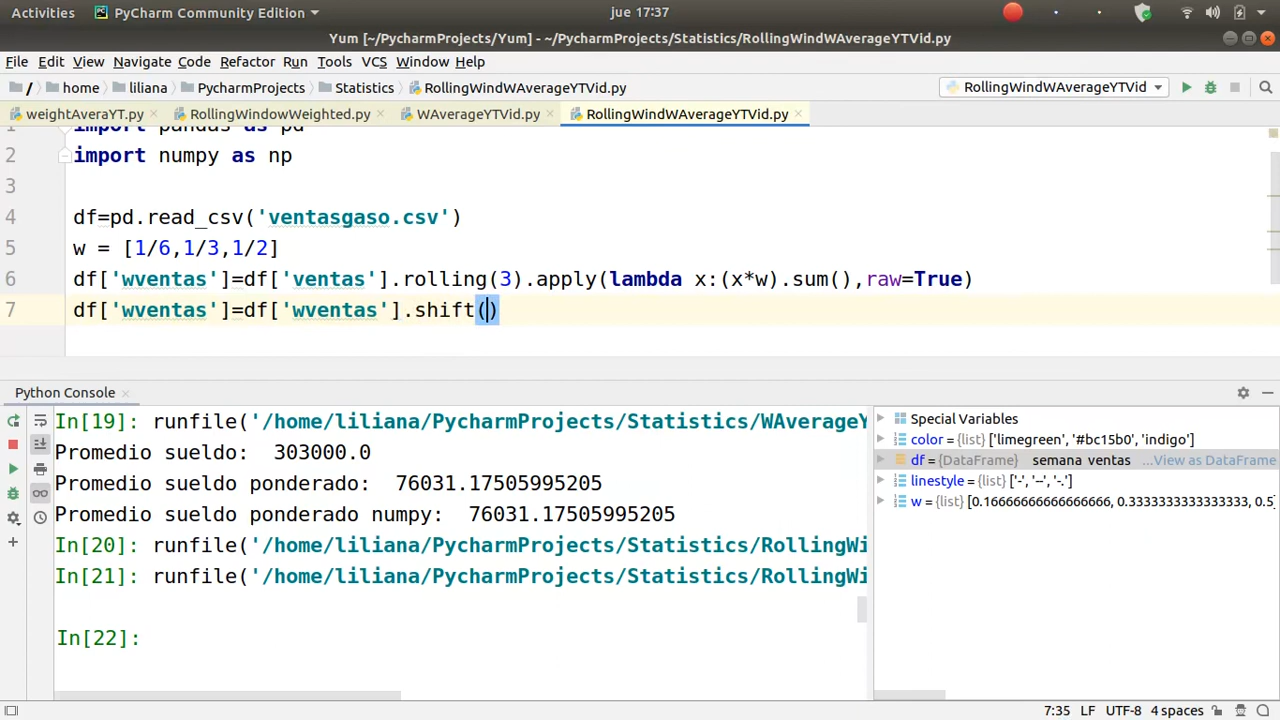 Activities PyCharm Community Edition jue 17:37
Yum [~/PycharmProjects/Yum] - ~/PycharmProjects/Statistics/RollingWindWAverageYTVid.py
File Edit View Navigate Code Refactor Run Tools VCS Window Help
/ home liliana PycharmProjects Statistics RollingWindWAverageYTVid.py RollingWindWAverageYTVid
weightAveraYT.py RollingWindowWeighted.py WAverageYTVid.py RollingWindWAverageYTVid.py
1 import pandas as pd
2 import numpy as np
3
4 df=pd.read_csv('ventasgaso.csv')
5 w = [1/6,1/3,1/2]
6 df['wventas']=df['ventas'].rolling(3).apply(lambda x:(x*w).sum(),raw=True)
7 df['wventas']=df['wventas'].shift()
Python Console
In[19]: runfile('/home/liliana/PycharmProjects/Statistics/WAverageY
Promedio sueldo:  303000.0
Promedio sueldo ponderado:  76031.17505995205
Promedio sueldo ponderado numpy:  76031.17505995205
In[20]: runfile('/home/liliana/PycharmProjects/Statistics/RollingWi
In[21]: runfile('/home/liliana/PycharmProjects/Statistics/RollingWi
In[22]:
Special Variables
color = {list} ['limegreen', '#bc15b0', 'indigo']
df = {DataFrame} semana ventas ...View as DataFrame
linestyle = {list} ['-', '--', '-.']
w = {list} [0.16666666666666666, 0.3333333333333333, 0.5]
7:35 LF UTF-8 4 spaces